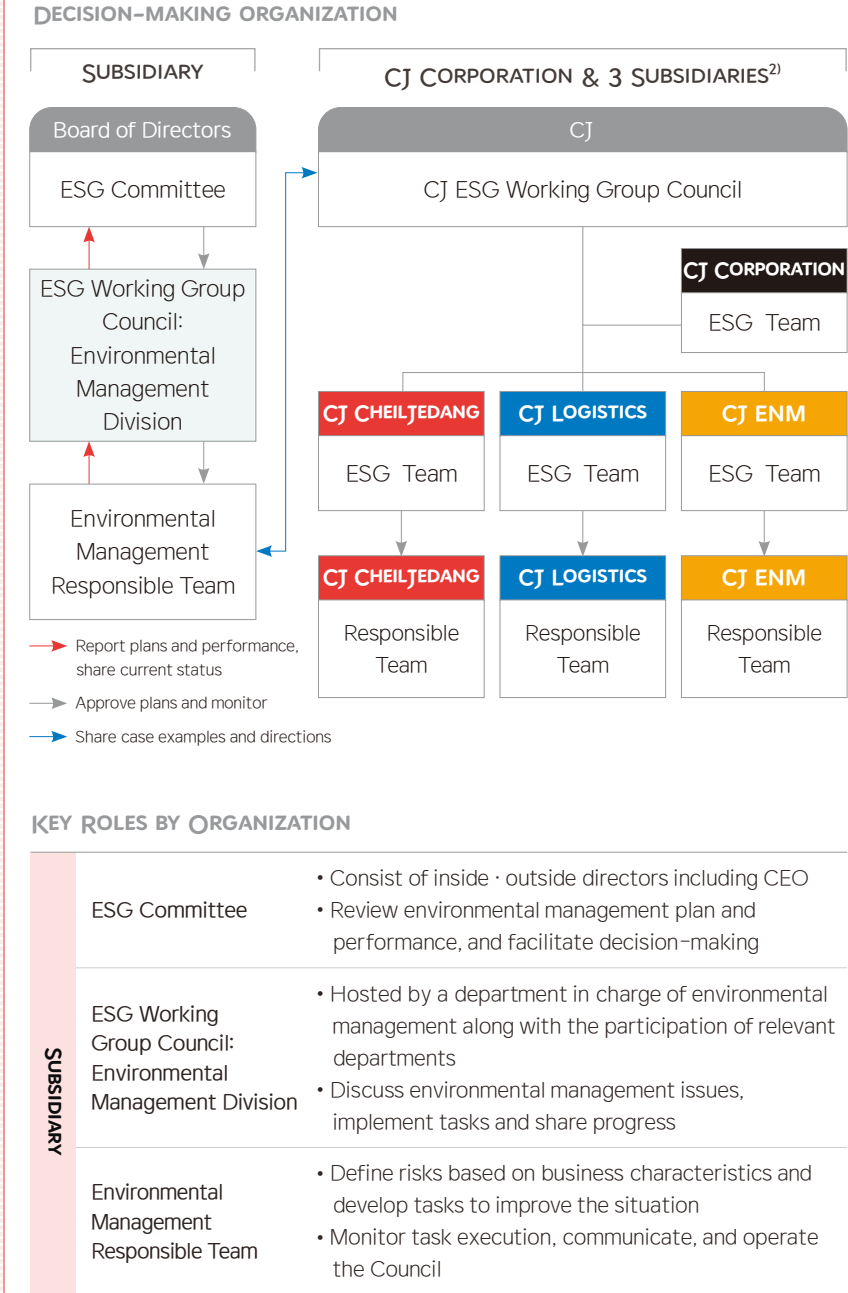 DECISION-MAKING ORGANIZATION
SUBSIDIARY
Board of Directors
ESG Committee
ESG Working Group
Council:
Environmental
Management
Division
Environmental
Management
Responsible Team
Report plans and performance,
share current status
Approve plans and monitor
Share case examples and directions
CJ CORPORATION & 3 SUBSIDIARIES2)
CJ
CJ ESG Working Group Council
CJ CORPORATION
ESG Team
CJ CHEILJEDANG
ESG Team
CJ LOGISTICS
ESG Team
CJ ENM
ESG Team
CJ CHEILJEDANG
Responsible
Team
CJ LOGISTICS
Responsible
Team
CJ ENM
Responsible
Team
KEY ROLES BY ORGANIZATION
SUBSIDIARY
ESG Committee
• Consist of inside · outside directors including CEO
• Review environmental management plan and
performance, and facilitate decision-making
ESG Working
Group Council:
Environmental
Management Division
• Hosted by a department in charge of environmental
management along with the participation of relevant
departments
• Discuss environmental management issues,
implement tasks and share progress
Environmental
Management
Responsible Team
• Define risks based on business characteristics and
develop tasks to improve the situation
• Monitor task execution, communicate, and operate
the Council